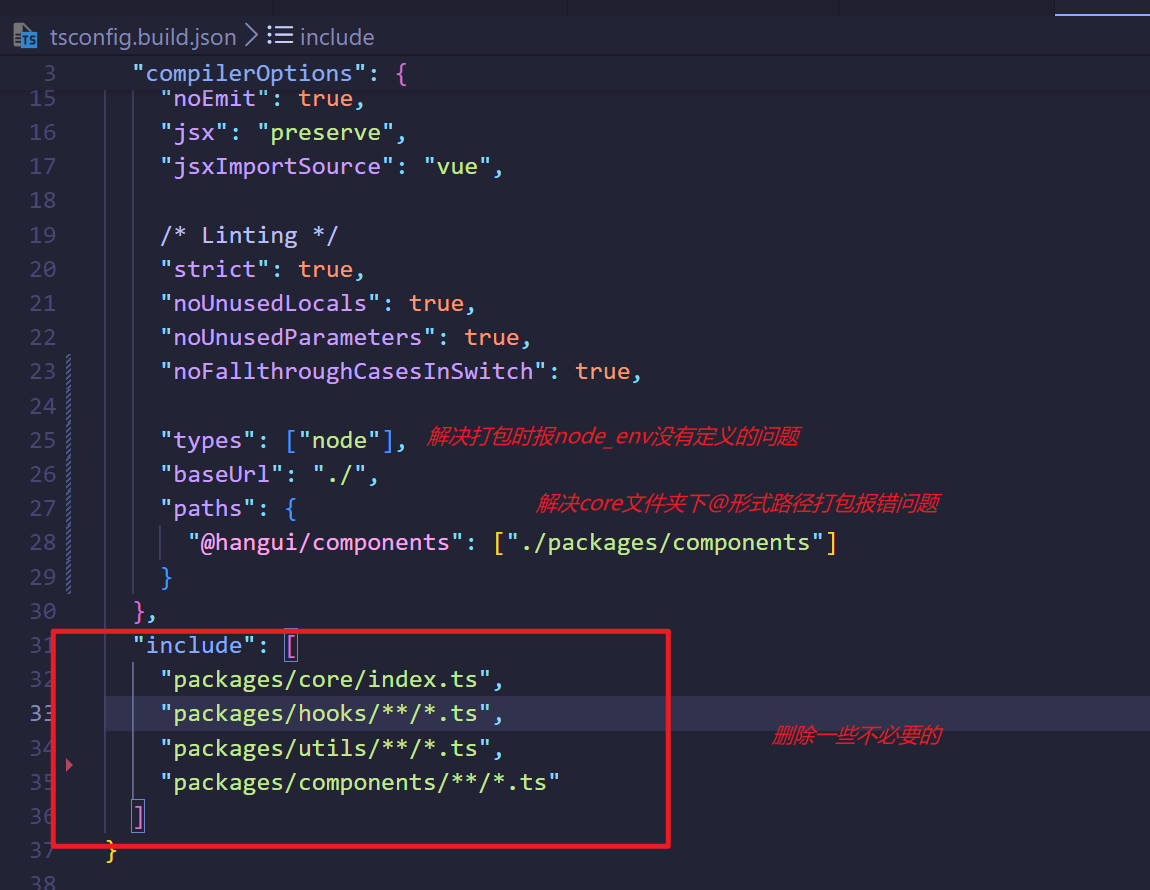 tsconfig.build.json > include
3 "compilerOptions": {
15 "noEmit": true,
16 "jsx": "preserve",
17 "jsxImportSource": "vue",
18
19 /* Linting */
20 "strict": true,
21 "noUnusedLocals": true,
22 "noUnusedParameters": true,
23 "noFallthroughCasesInSwitch": true,
24
25 "types": ["node"], 解决打包时报node_env没有定义的问题
26 "baseUrl": "./",
27 "paths": { 解决core文件夹下@形式路径打包报错问题
28 "@hangui/components": ["./packages/components"]
29 }
30 },
31 "include": [
32 "packages/core/index.ts",
33 "packages/hooks/**/*.ts", 删除一些不必要的
34 "packages/utils/**/*.ts",
35 "packages/components/**/*.ts"
36 ]
37 }
38